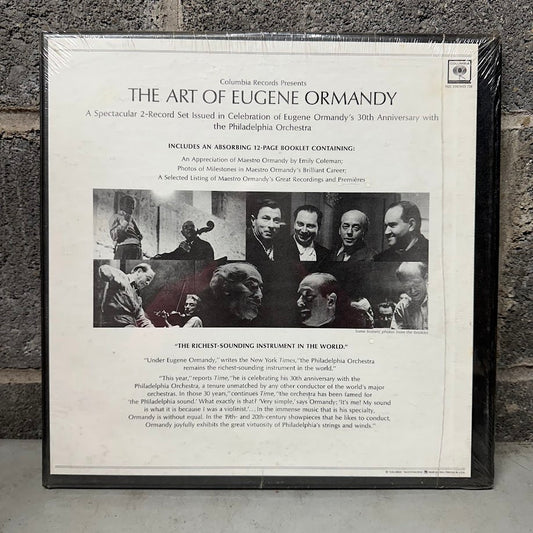 Columbia Records Presents
THE ART OF EUGENE ORMANDY
A Spectacular 2-Record Set Issued in Celebration of Eugene Ormandy's 30th Anniversary with
the Philadelphia Orchestra
INCLUDES AN ABSORBING 12-PAGE BOOKLET CONTAINING:
An Appreciation of Maestro Ormandy by Emily Coleman;
Photos of Milestones in Maestro Ormandy's Brilliant Career;
A Selected Listing of Maestro Ormandy's Great Recordings and Premières
Some historic photos from the booklet
"THE RICHEST-SOUNDING INSTRUMENT IN THE WORLD."
"Under Eugene Ormandy," writes the New York Times, "the Philadelphia Orchestra
remains the richest-sounding instrument in the world."
"This year," reports Time, "he is celebrating his 30th anniversary with the
Philadelphia Orchestra, a tenure unmatched by any other conductor of the world's major
orchestras. In those 30 years," continues Time, "the orchestra has been famed for
'the Philadelphia sound.' What exactly is that? 'Very simple,' says Ormandy; 'it's me! My sound
is what it is because I was a violinist.'... In the immense music that is his specialty,
Ormandy is without equal. In the 19th- and 20th-century showpieces that he likes to conduct,
Ormandy joyfully exhibits the great virtuosity of Philadelphia's strings and winds."